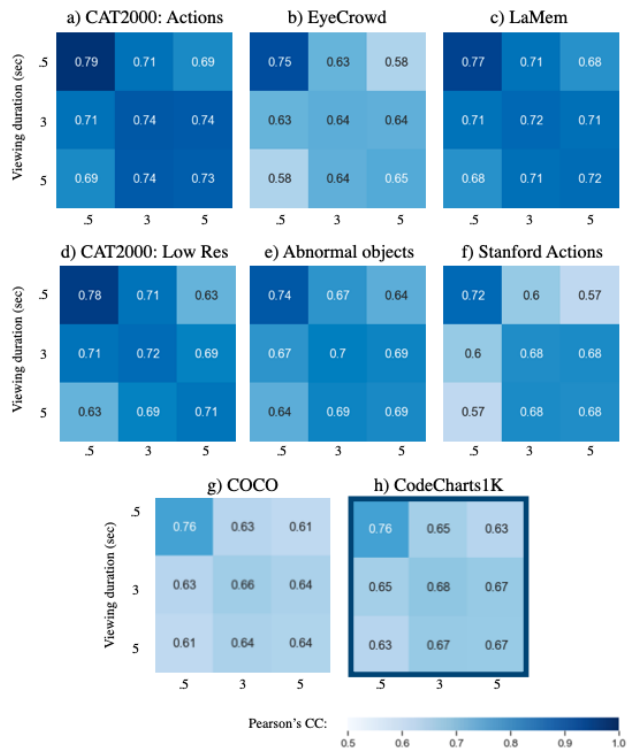 a) CAT2000: Actions b) EyeCrowd c) LaMem
Viewing duration (sec)
.5 0.79 0.71 0.69 0.75 0.63 0.58 0.77 0.71 0.68
3 0.71 0.74 0.74 0.63 0.64 0.64 0.71 0.72 0.71
5 0.69 0.74 0.73 0.58 0.64 0.65 0.68 0.71 0.72
.5 3 5 .5 3 5 .5 3 5
d) CAT2000: Low Res e) Abnormal objects f) Stanford Actions
Viewing duration (sec)
.5 0.78 0.71 0.63 0.74 0.67 0.64 0.72 0.6 0.57
3 0.71 0.72 0.69 0.67 0.7 0.69 0.6 0.68 0.68
5 0.63 0.69 0.71 0.64 0.69 0.69 0.57 0.68 0.68
.5 3 5 .5 3 5 .5 3 5
g) COCO h) CodeCharts1K
Viewing duration (sec)
.5 0.76 0.63 0.61 0.76 0.65 0.63
3 0.63 0.66 0.64 0.65 0.68 0.67
5 0.61 0.64 0.64 0.63 0.67 0.67
.5 3 5 .5 3 5
Pearson's CC:
0.5 0.6 0.7 0.8 0.9 1.0